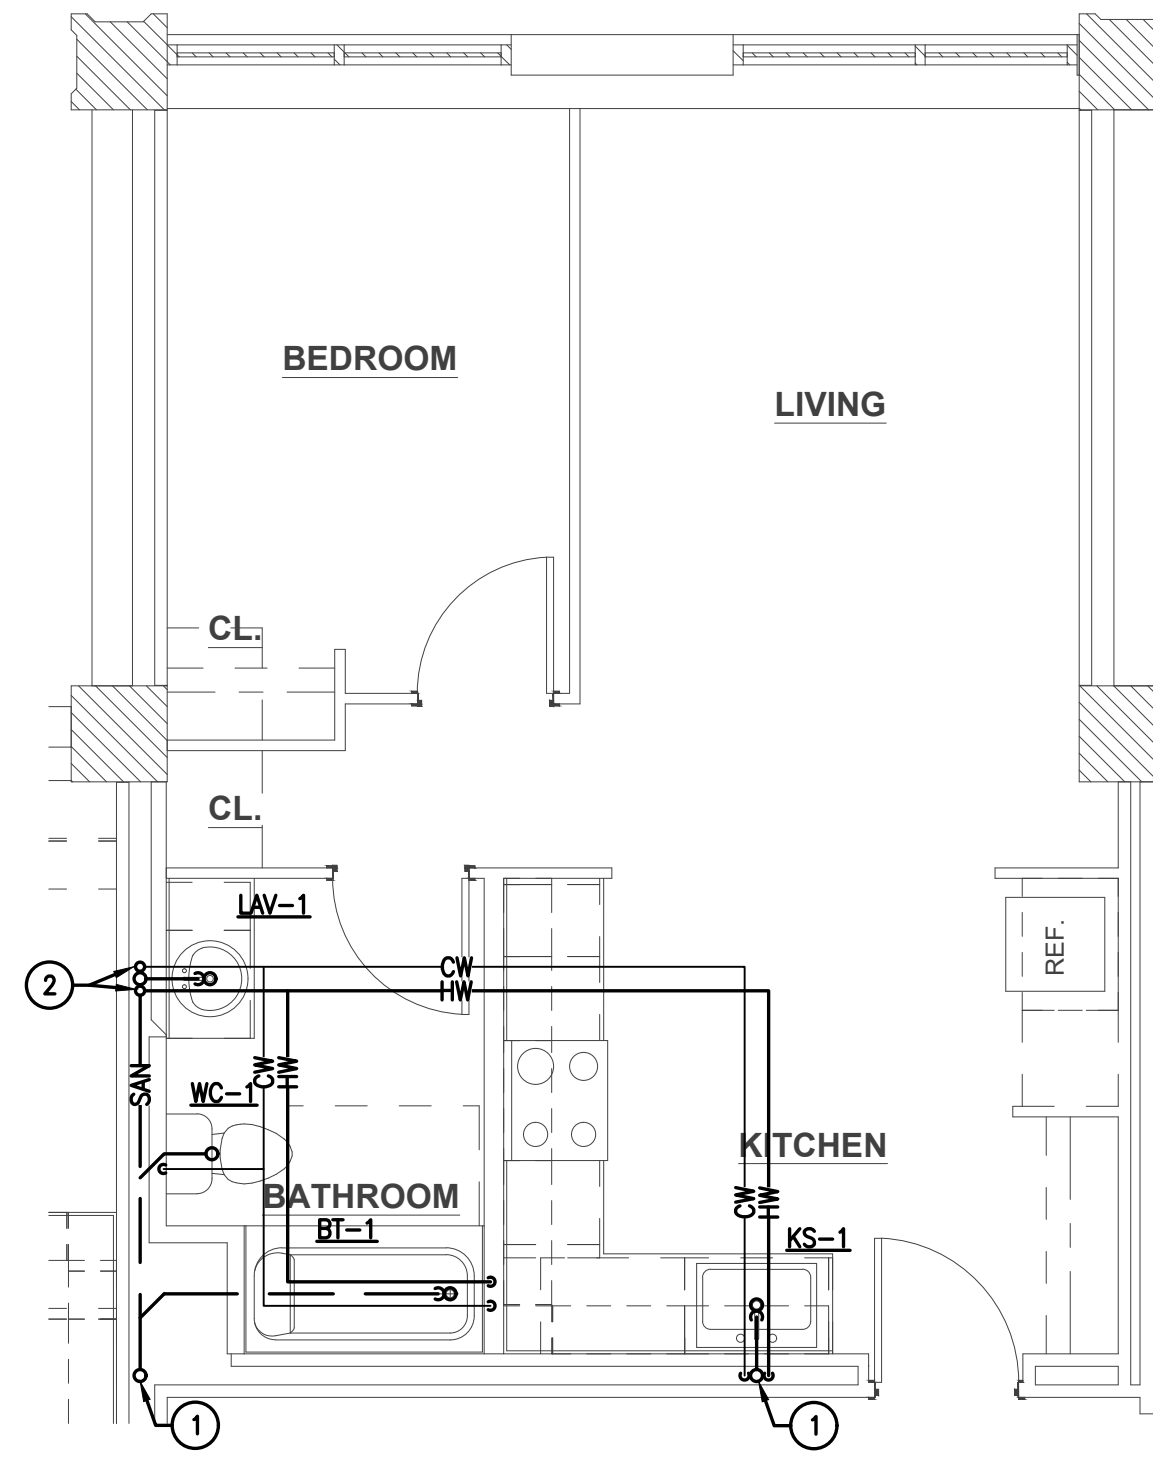 BEDROOM
LIVING
CL.
CL.
LAV-1
REF.
2
CW
HW
SAN
CW
HW
WC-1
KITCHEN
BATHROOM
CW
HW
BT-1
KS-1
1
1